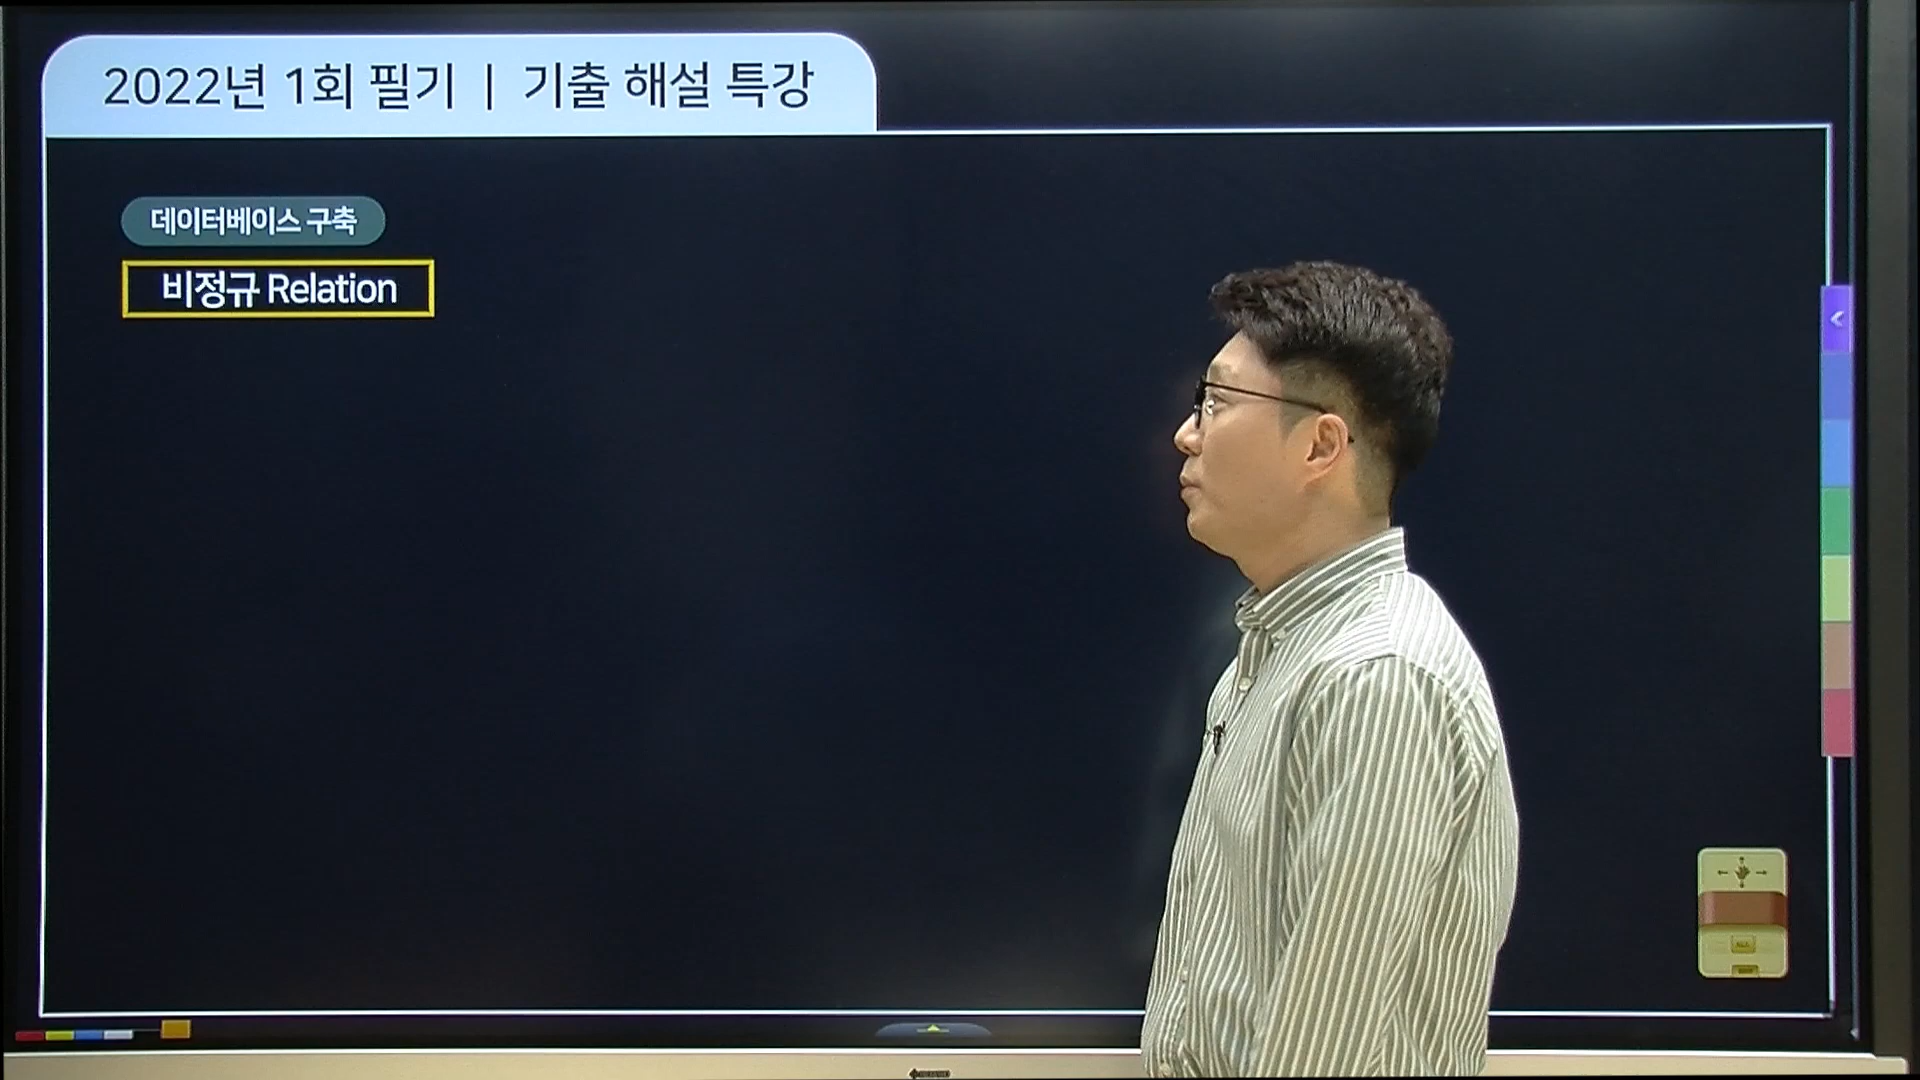 2022년 1회 필기 | 기출 해설 특강
데이터베이스 구축
비정규 Relation